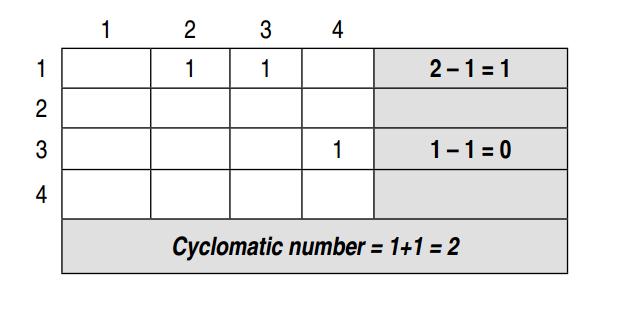 1 2 3 4
1 1 1 2 – 1 = 1
2
3 1 1 – 1 = 0
4
Cyclomatic number = 1+1 = 2